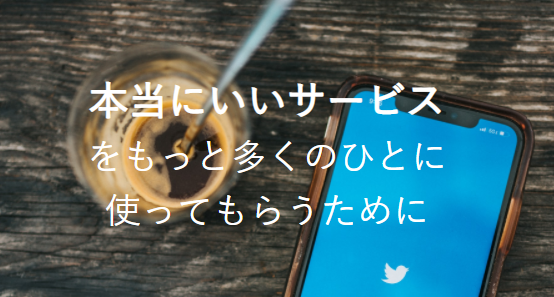 本当にいいサービス
をもっと多くのひとに
使ってもらうために